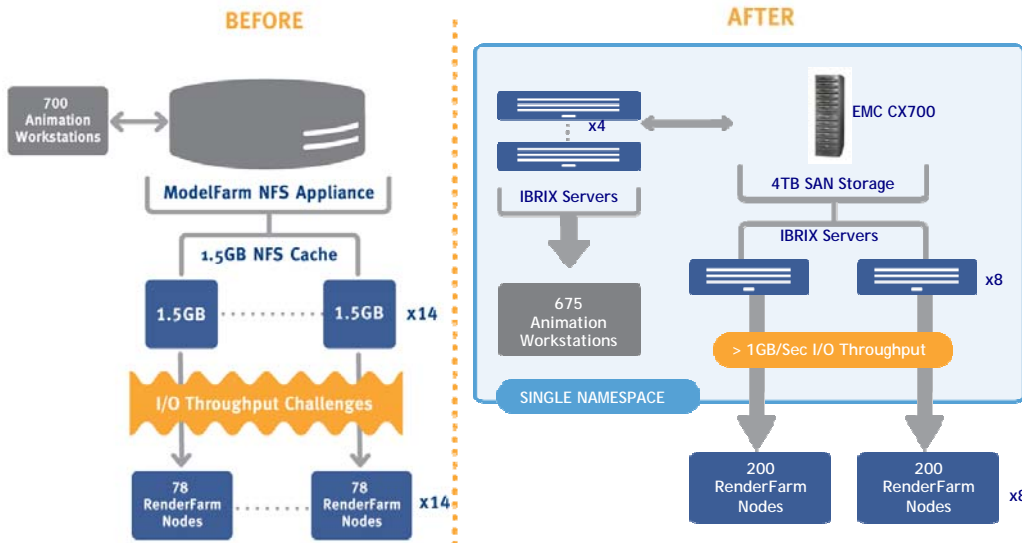 BEFORE
700
Animation
Workstations
ModelFarm NFS Appliance
1.5GB NFS Cache
1.5GB
1.5GB
x14
I/O Throughput Challenges
78
RenderFarm
Nodes
78
RenderFarm
Nodes
x14
AFTER
x4
EMC CX700
IBRIX Servers
4TB SAN Storage
IBRIX Servers
x8
675
Animation
Workstations
> 1GB/Sec I/O Throughput
SINGLE NAMESPACE
200
RenderFarm
Nodes
200
RenderFarm
Nodes
x8